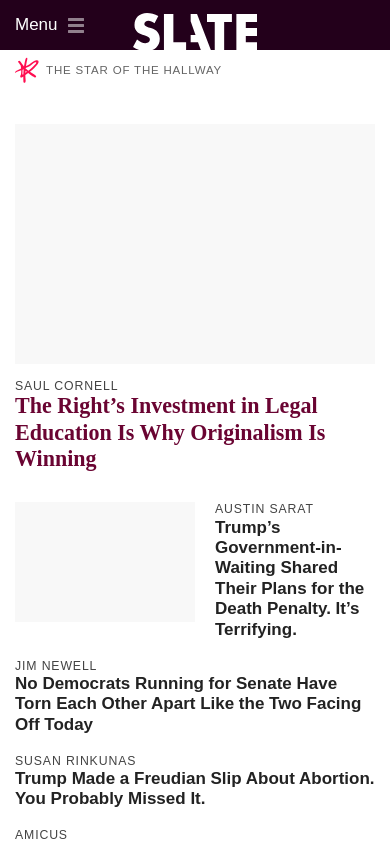 Menu
SLATE
THE STAR OF THE HALLWAY
SAUL CORNELL
The Right’s Investment in Legal
Education Is Why Originalism Is
Winning
AUSTIN SARAT
Trump’s
Government-in-
Waiting Shared
Their Plans for the
Death Penalty. It’s
Terrifying.
JIM NEWELL
No Democrats Running for Senate Have
Torn Each Other Apart Like the Two Facing
Off Today
SUSAN RINKUNAS
Trump Made a Freudian Slip About Abortion.
You Probably Missed It.
AMICUS